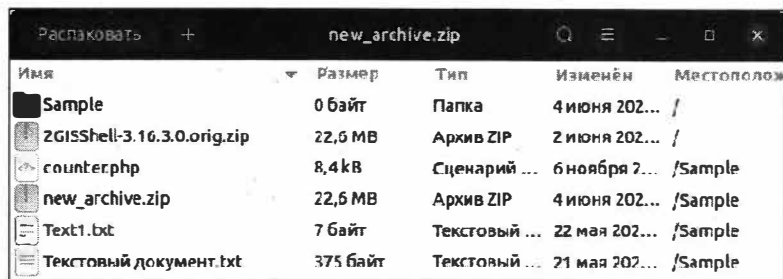 Распаковать + new_archive.zip
Имя Размер Тип Изменён Местополож
Sample 0 байт Папка 4 июня 202... /
2GISShell-3.16.3.0.orig.zip 22,6 MB Архив ZIP 2 июня 202... /
counter.php 8,4 kB Сценарий ... 6 ноября 2... /Sample
new_archive.zip 22,6 MB Архив ZIP 4 июня 202... /Sample
Text1.txt 7 байт Текстовый ... 22 мая 202... /Sample
Текстовый документ.txt 375 байт Текстовый ... 21 мая 202... /Sample